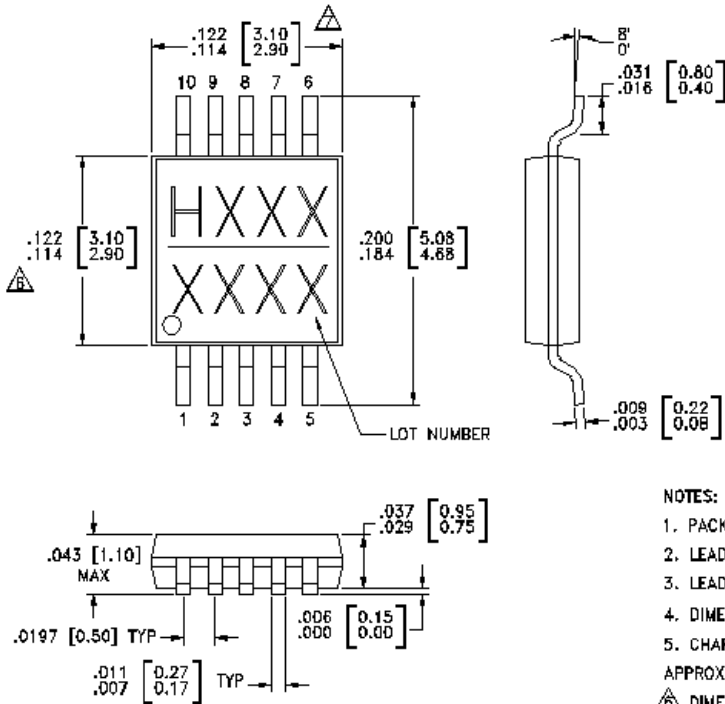 .122 [3.10]
.114 [2.90]
7
10 9 8 7 6
8°
0°
.031 [0.80]
.016 [0.40]
HXXX
XXXX
.122 [3.10]
.114 [2.90]
6
.200 [5.08]
.184 [4.68]
1 2 3 4 5
LOT NUMBER
.009 [0.22]
.003 [0.08]
.043 [1.10]
MAX
.037 [0.95]
.029 [0.75]
.006 [0.15]
.000 [0.00]
.0197 [0.50] TYP
.011 [0.27]
.007 [0.17]
TYP
NOTES:
1. PACK
2. LEAD
3. LEAD
4. DIME
5. CHAR
APPROX
6 DIME